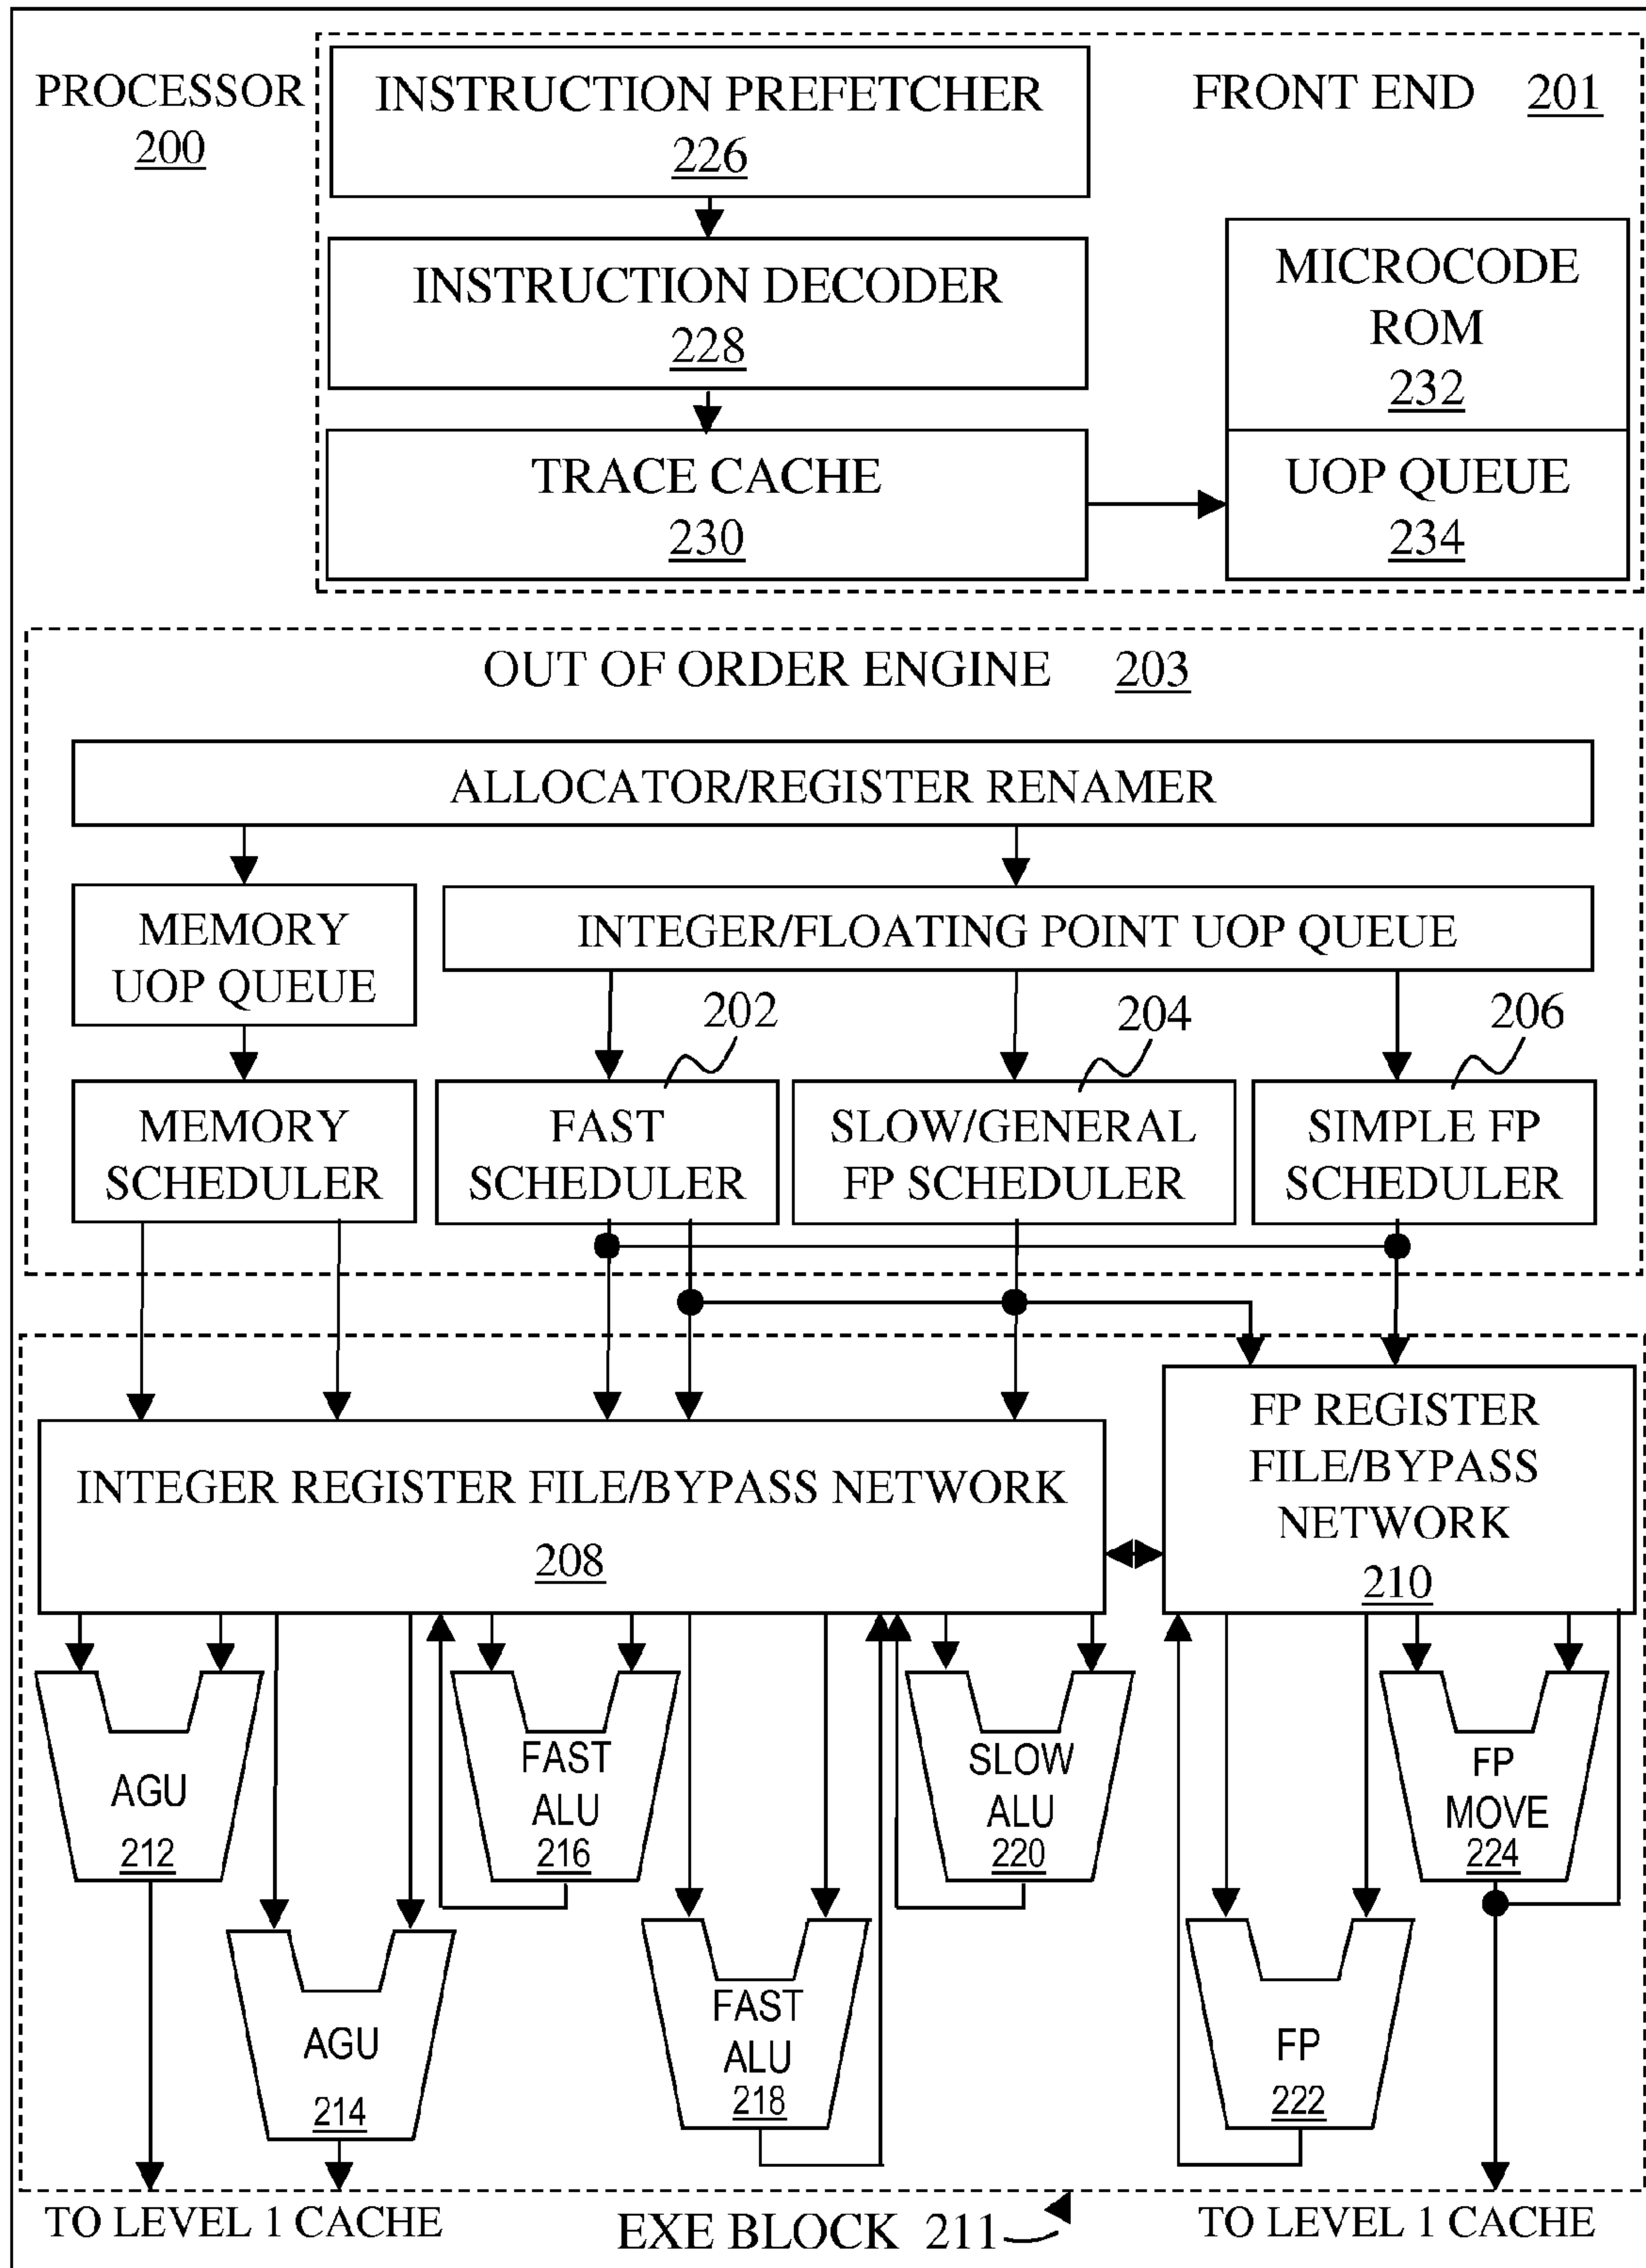 PROCESSOR
200
INSTRUCTION PREFETCHER
226
FRONT END 201
INSTRUCTION DECODER
228
MICROCODE
ROM
232
TRACE CACHE
230
UOP QUEUE
234
OUT OF ORDER ENGINE 203
ALLOCATOR/REGISTER RENAMER
MEMORY
UOP QUEUE
INTEGER/FLOATING POINT UOP QUEUE
202
204
206
MEMORY
SCHEDULER
FAST
SCHEDULER
SLOW/GENERAL
FP SCHEDULER
SIMPLE FP
SCHEDULER
INTEGER REGISTER FILE/BYPASS NETWORK
208
FP REGISTER
FILE/BYPASS
NETWORK
210
AGU
212
FAST
ALU
216
SLOW
ALU
220
FP
MOVE
224
AGU
214
FAST
ALU
218
FP
222
TO LEVEL 1 CACHE
EXE BLOCK 211
TO LEVEL 1 CACHE